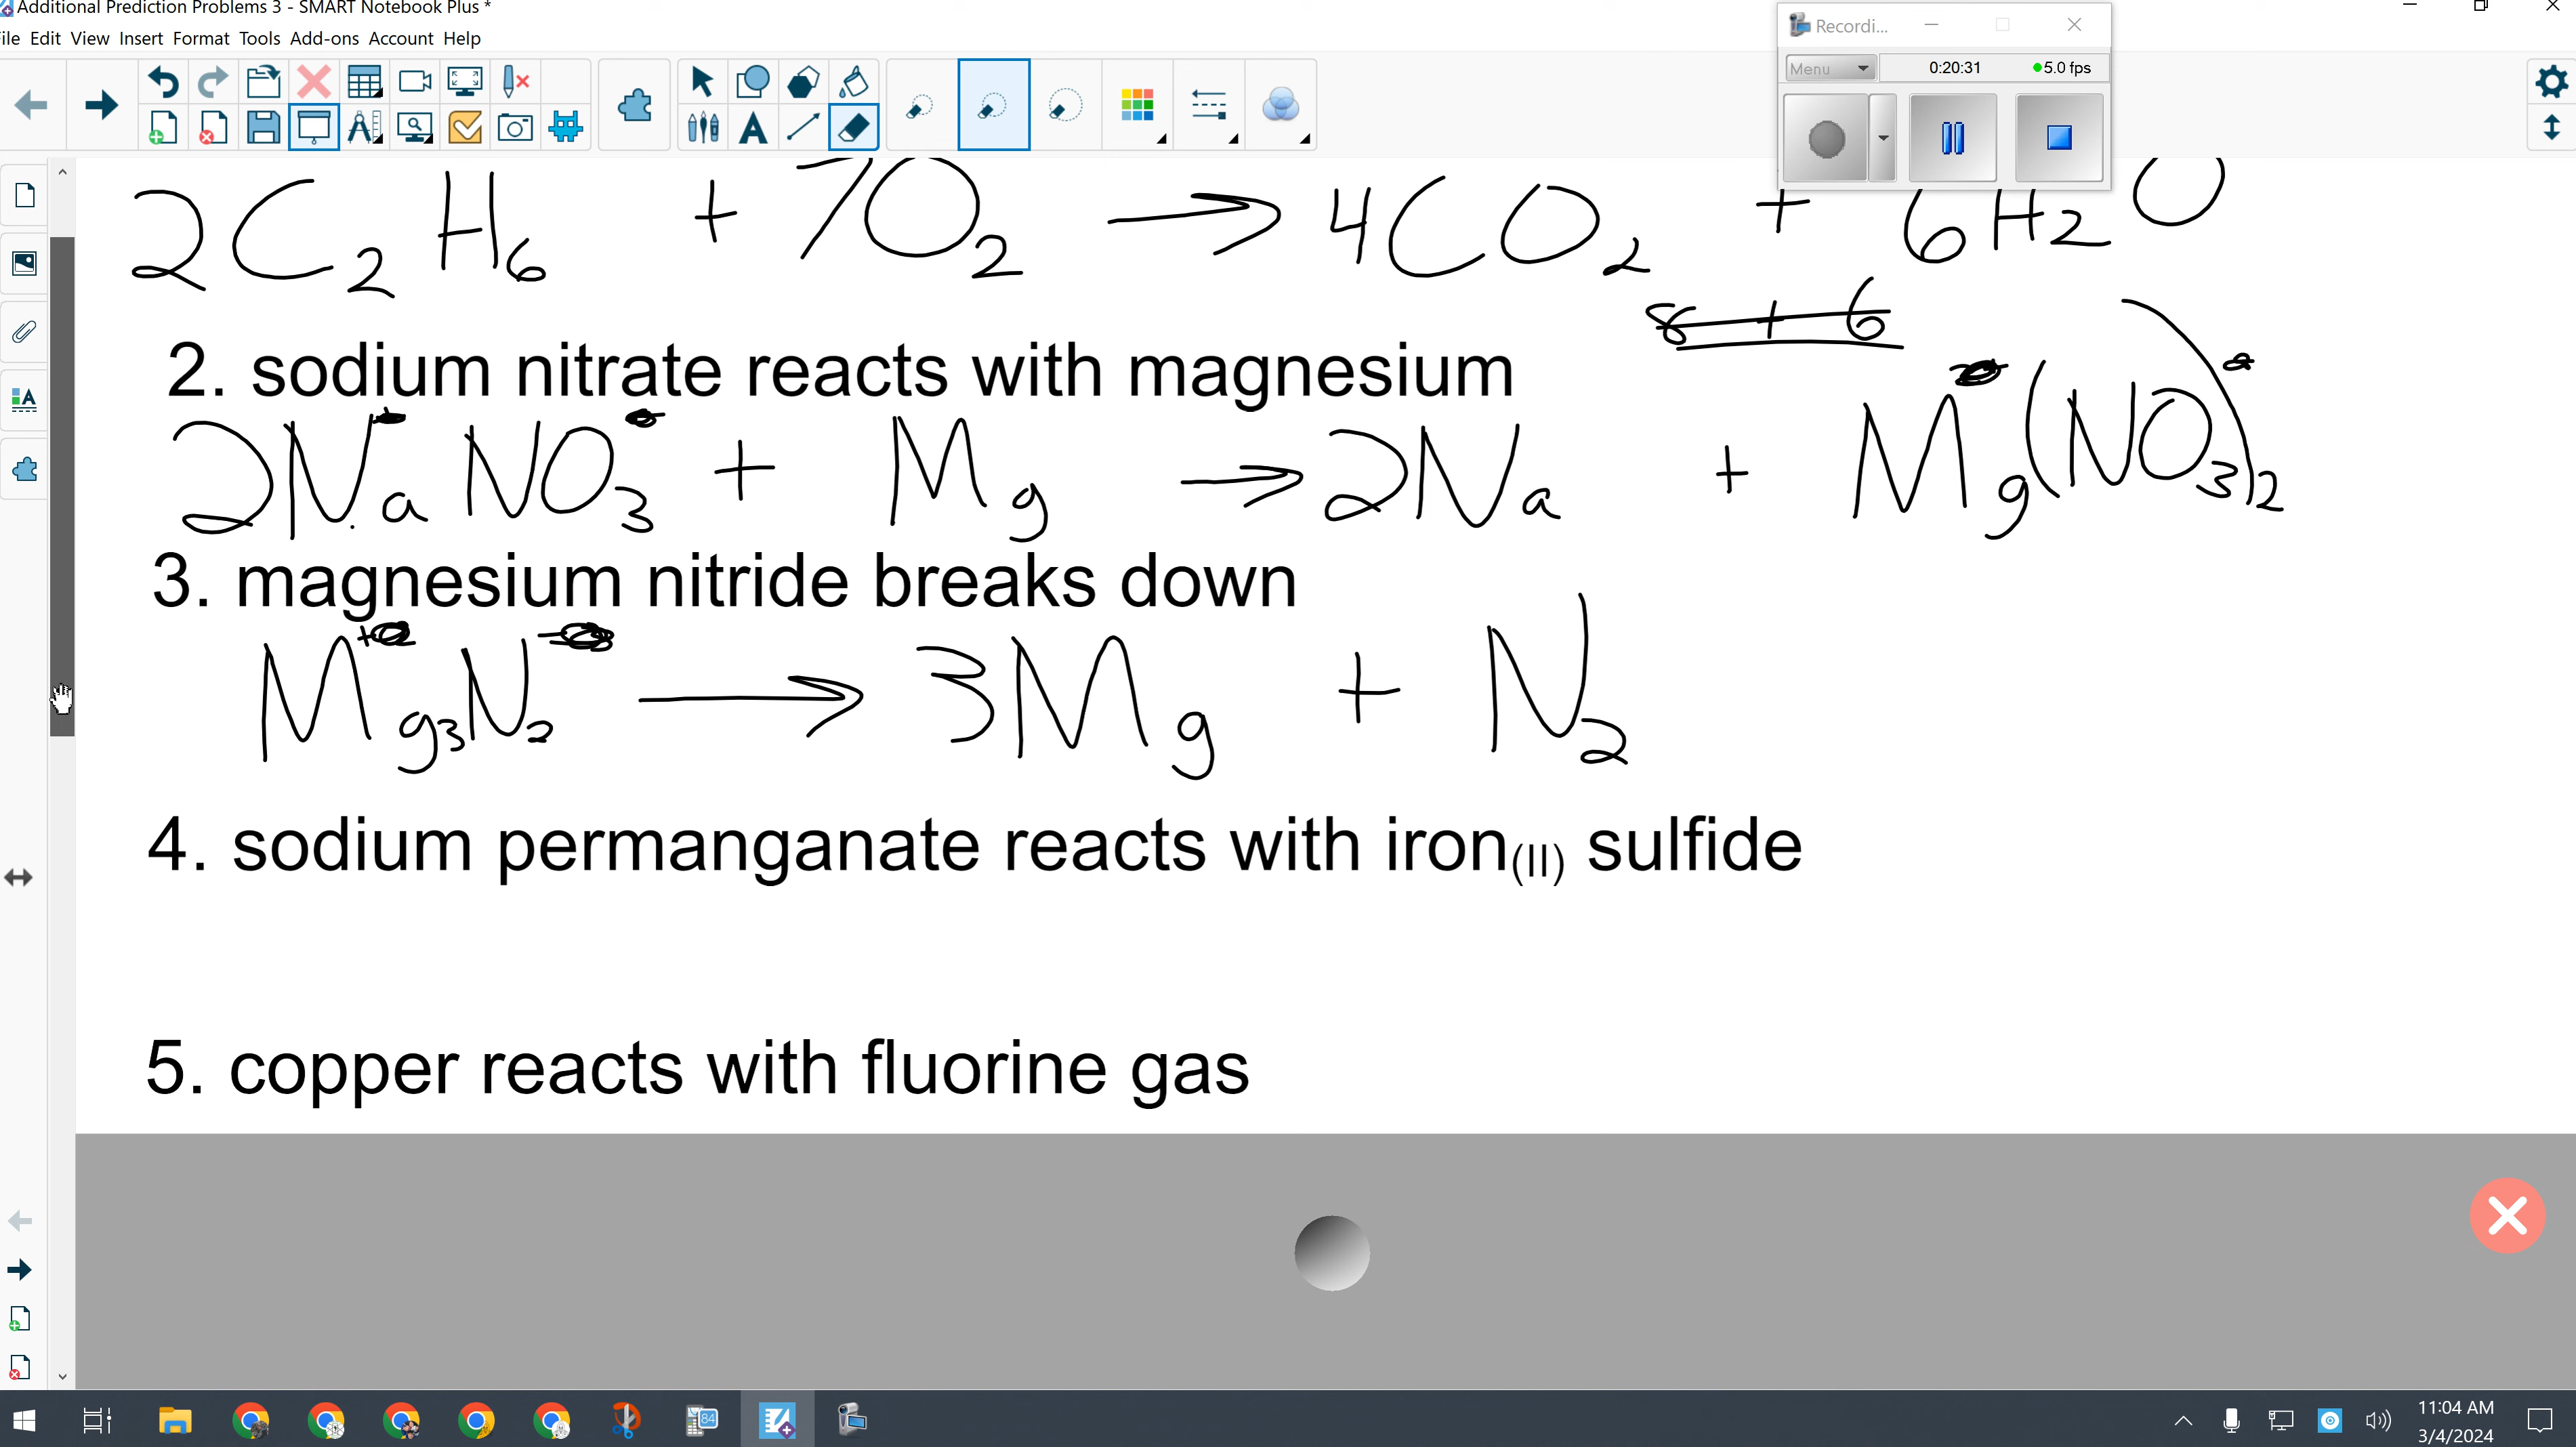 Additional Prediction Problems 3 - SMART Notebook Plus *
ile Edit View Insert Format Tools Add-ons Account Help
Recordi...
Menu 0:20:31 5.0 fps
2C2H6 + 7O2 → 4CO2 + 6H2O
8 + 6
2. sodium nitrate reacts with magnesium
2NaNO3 + Mg → 2Na + Mg(NO3)2
3. magnesium nitride breaks down
Mg3N2 → 3Mg + N2
4. sodium permanganate reacts with iron(II) sulfide
5. copper reacts with fluorine gas
84
11:04 AM
3/4/2024